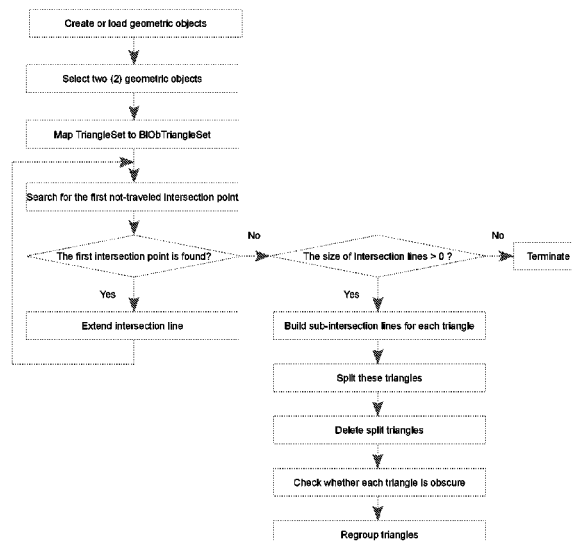 Create or load geometric objects
Select two (2) geometric objects
Map TriangleSet to BlObTriangleSet
Search for the first not-traveled intersection point
The first intersection point is found?
No
The size of intersection lines > 0 ?
No
Terminate
Yes
Extend intersection line
Yes
Build sub-intersection lines for each triangle
Split these triangles
Delete split triangles
Check whether each triangle is obscure
Regroup triangles